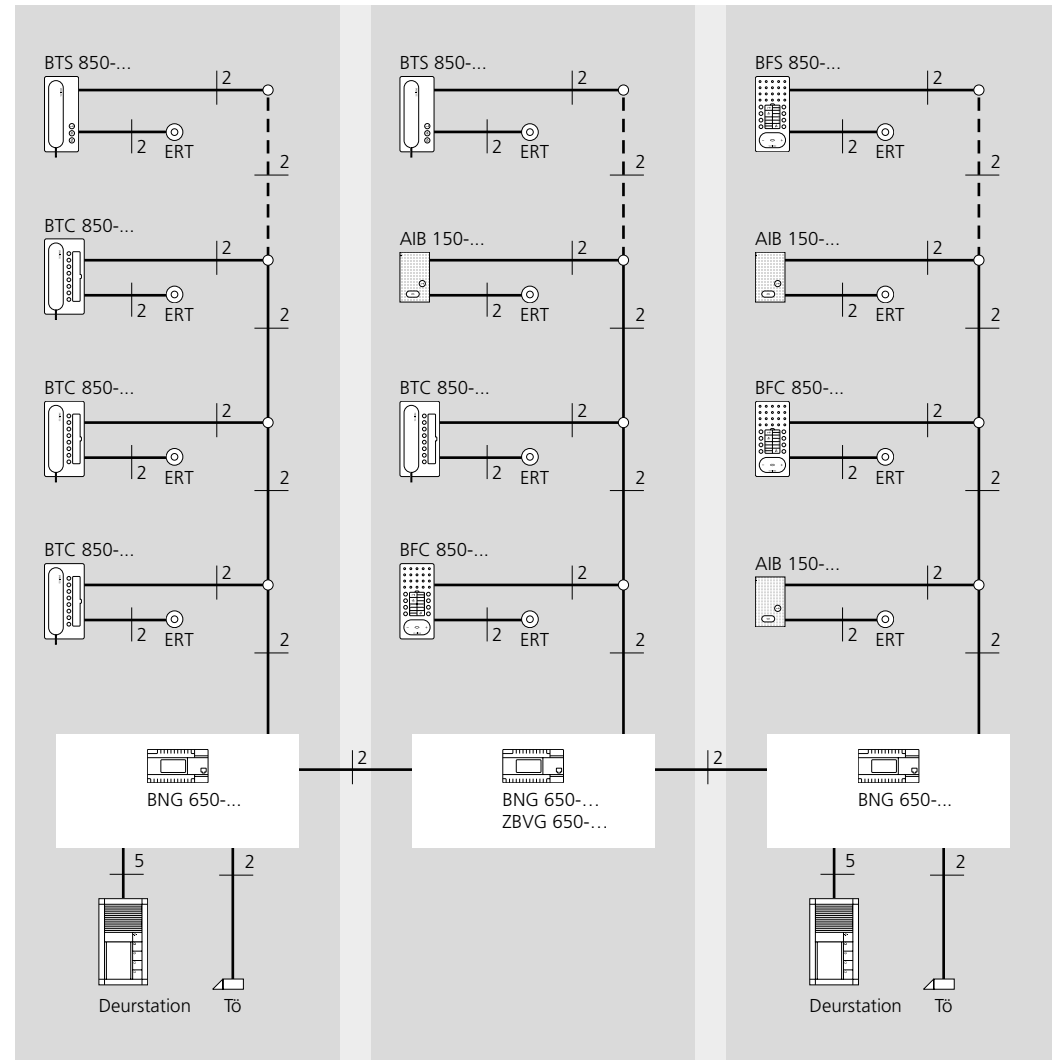 BTS 850-...
2
2
ERT
2
BTC 850-...
2
2
ERT
2
BTC 850-...
2
2
ERT
2
BTC 850-...
2
2
ERT
2
BNG 650-...
5
2
Deurstation
Tö
2
BTS 850-...
2
2
ERT
2
AIB 150-...
2
2
ERT
2
BTC 850-...
2
2
ERT
2
BFC 850-...
2
2
ERT
2
BNG 650-...
ZBVG 650-...
2
BFS 850-...
2
2
ERT
2
AIB 150-...
2
2
ERT
2
BFC 850-...
2
2
ERT
2
AIB 150-...
2
2
ERT
2
BNG 650-...
5
2
Deurstation
Tö